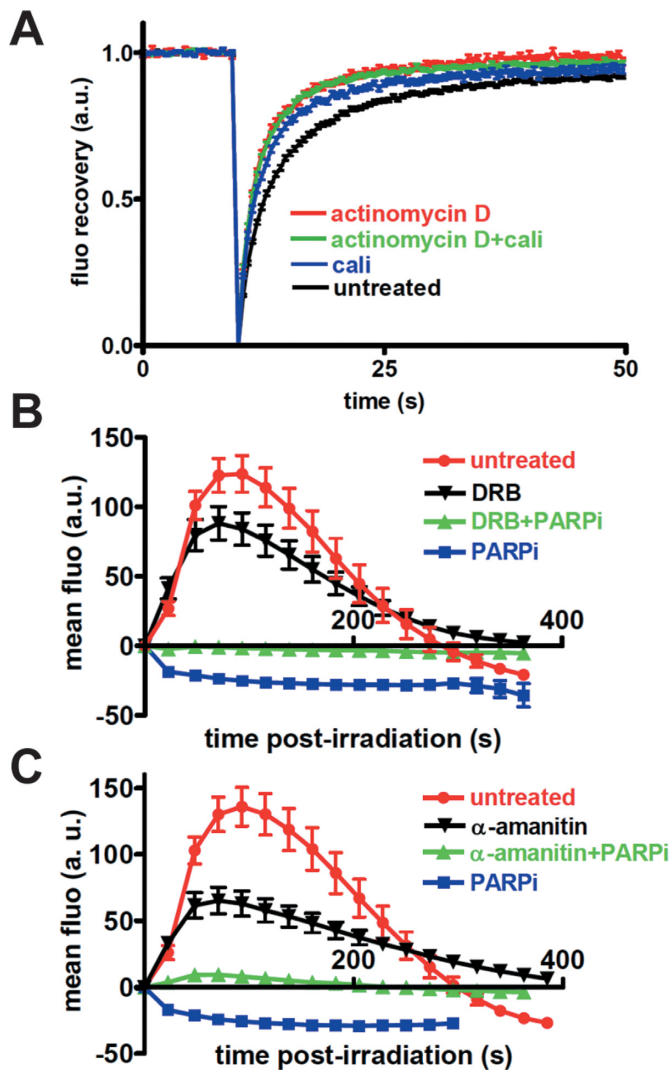 A
fluo recovery (a.u.)
1.0
0.5
0.0
actinomycin D
actinomycin D+cali
cali
untreated
0
25
50
time (s)
B
mean fluo (a.u.)
150
100
50
0
-50
untreated
DRB
DRB+PARPi
PARPi
200
400
time post-irradiation (s)
C
mean fluo (a. u.)
150
100
50
0
-50
untreated
α-amanitin
α-amanitin+PARPi
PARPi
200
400
time post-irradiation (s)